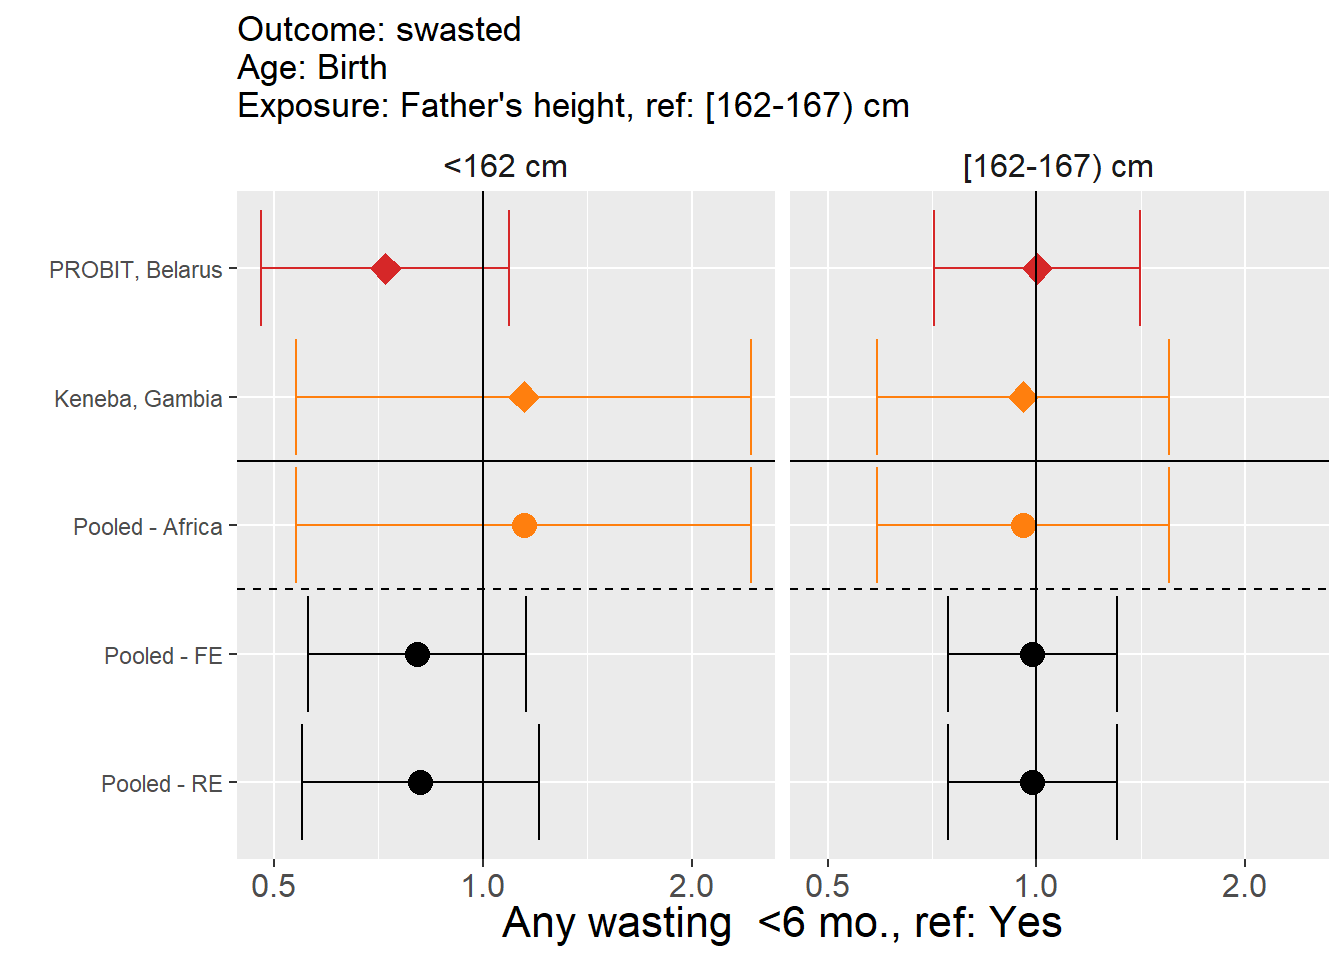 Outcome: swasted
Age: Birth
Exposure: Father's height, ref: [162-167) cm
<162 cm
[162-167) cm
PROBIT, Belarus
Keneba, Gambia
Pooled - Africa
Pooled - FE
Pooled - RE
0.5 1.0 2.0 0.5 1.0 2.0
Any wasting  <6 mo., ref: Yes